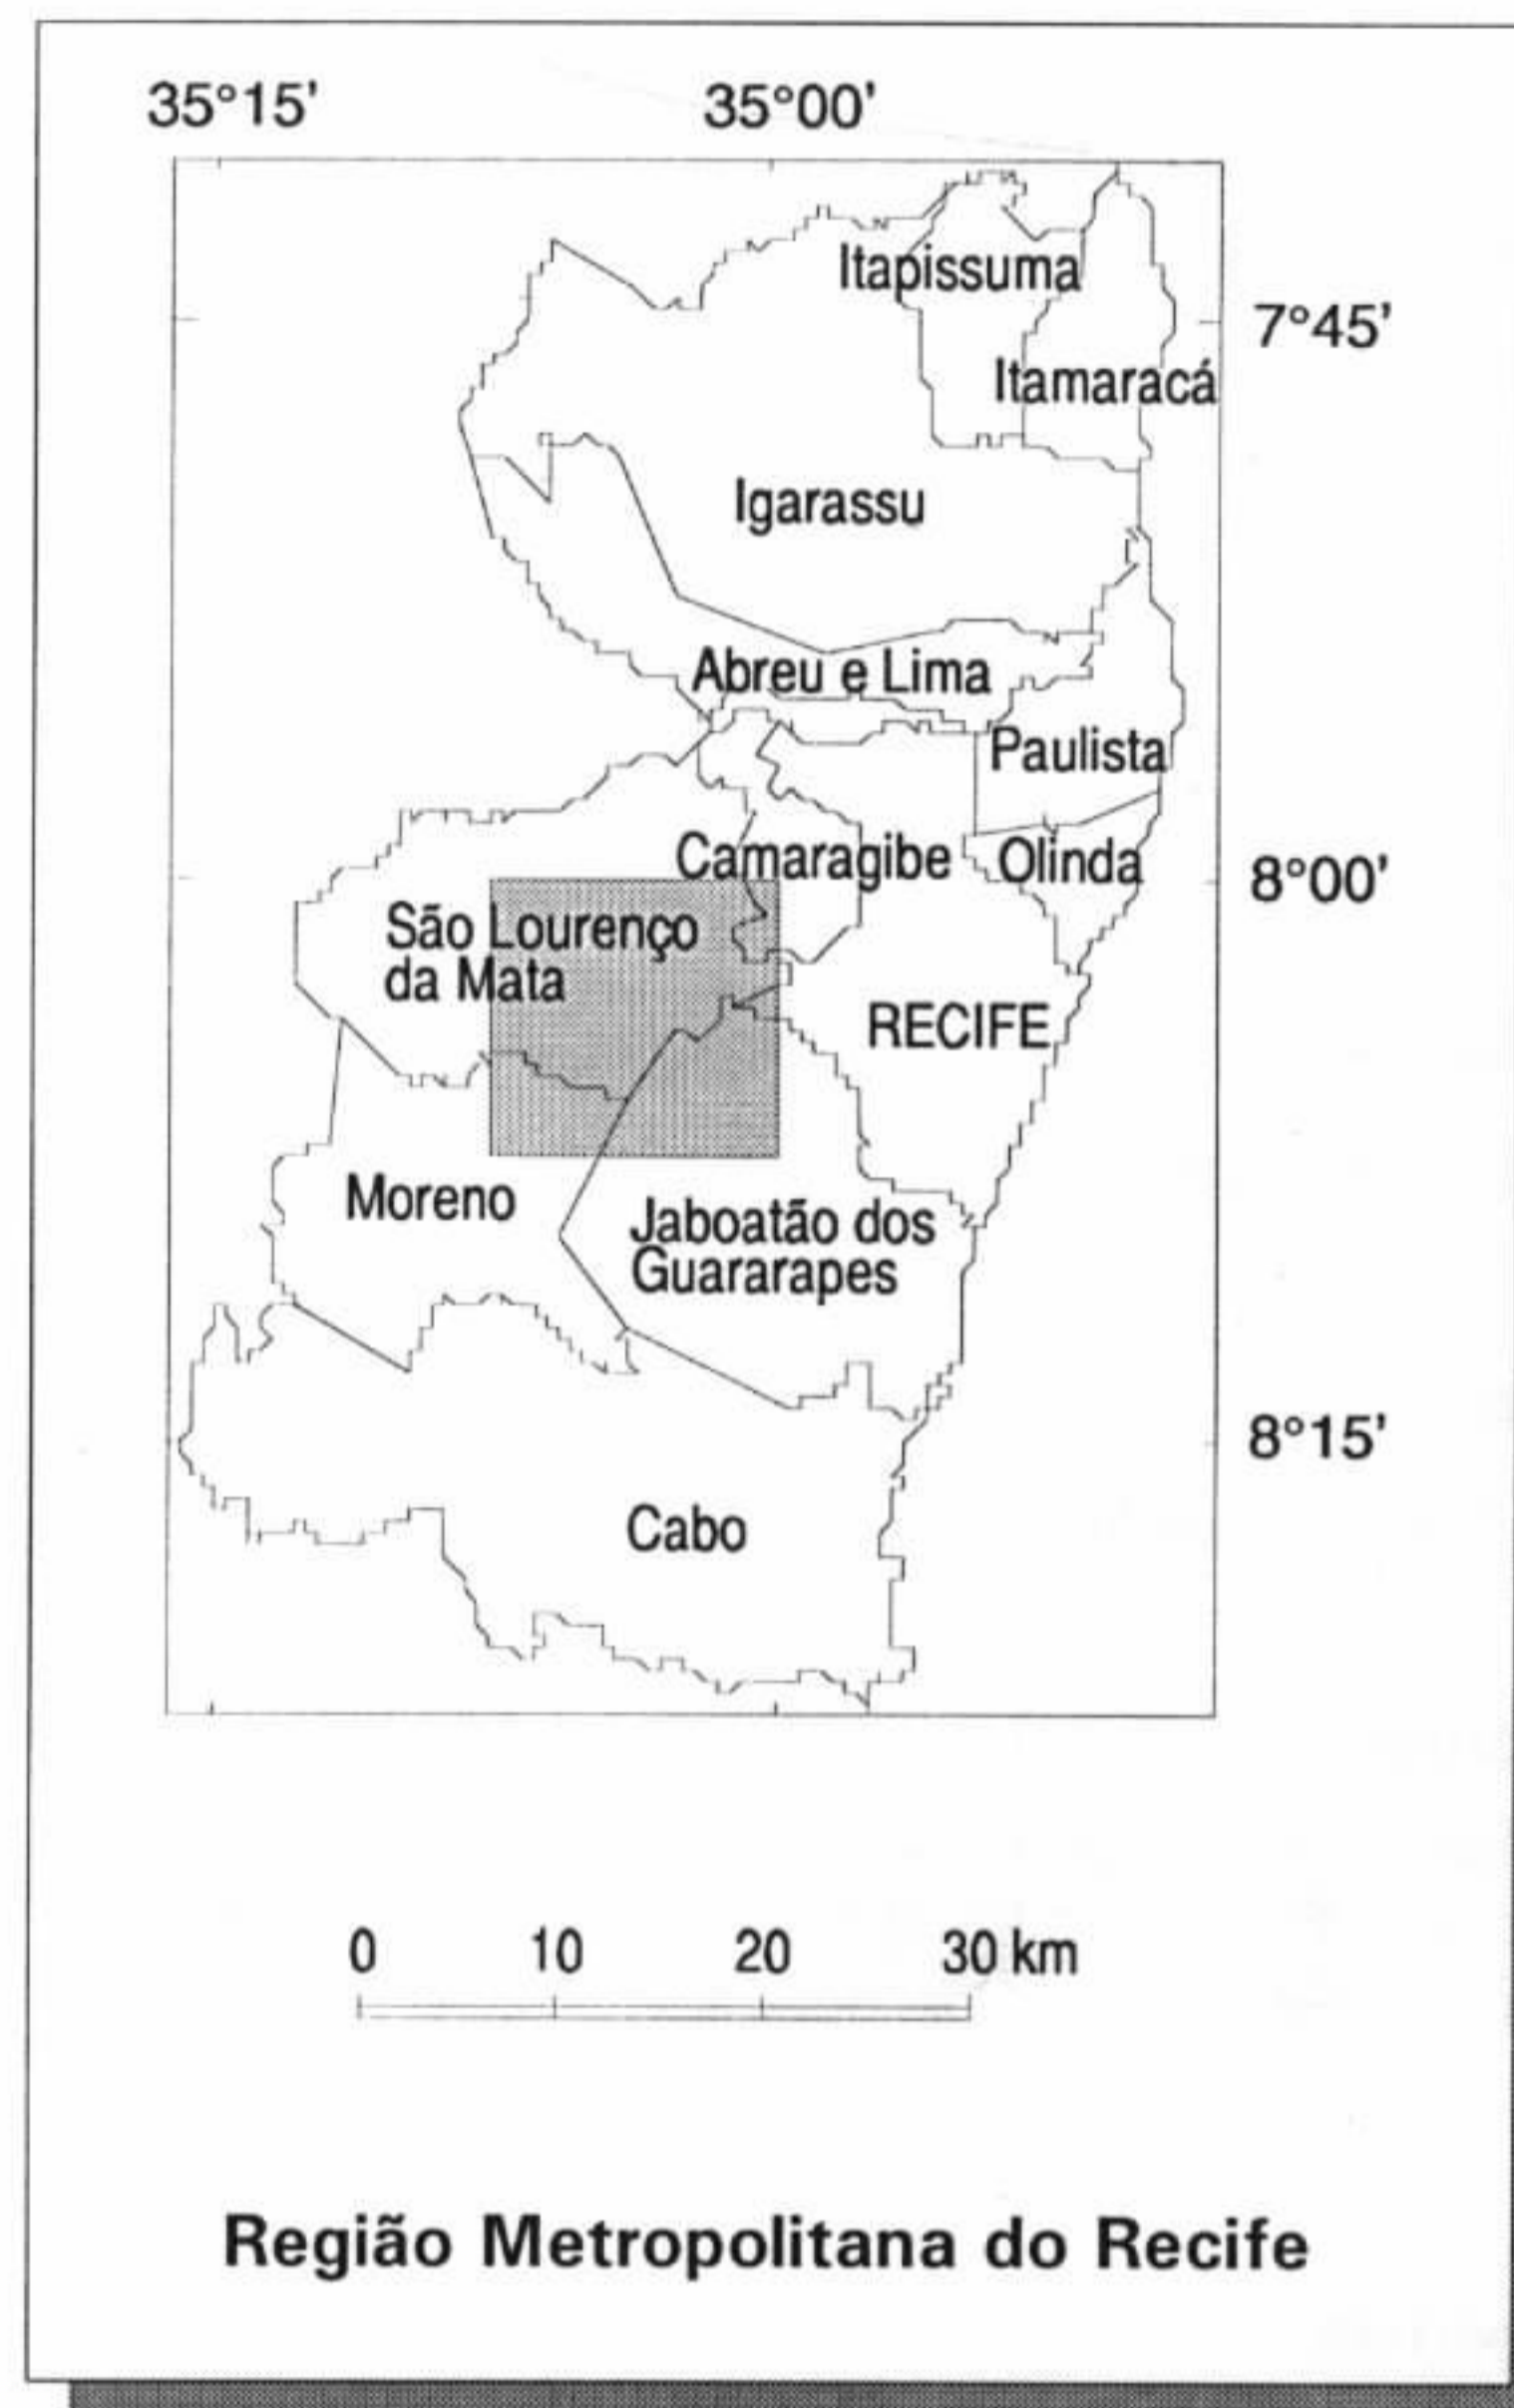 35°15' 35°00'
Itapissuma
7°45'
Itamaracá
Igarassu
Abreu e Lima
Paulista
Camaragibe
Olinda
8°00'
São Lourenço
da Mata
RECIFE
Moreno
Jaboatão dos
Guararapes
8°15'
Cabo
0 10 20 30 km
Região Metropolitana do Recife